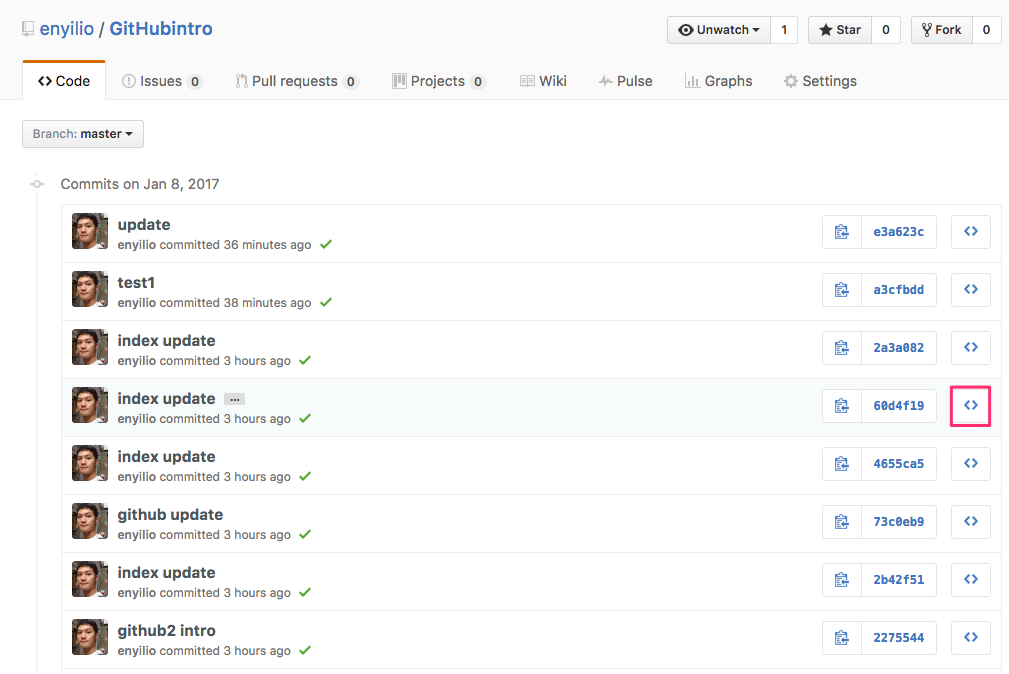 enyilio / GitHubintro Unwatch 1 Star 0 Fork 0
Code Issues 0 Pull requests 0 Projects 0 Wiki Pulse Graphs Settings
Branch: master
Commits on Jan 8, 2017
update
enyilio committed 36 minutes ago
e3a623c
test1
enyilio committed 38 minutes ago
a3cfbdd
index update
enyilio committed 3 hours ago
2a3a082
index update …
enyilio committed 3 hours ago
60d4f19
index update
enyilio committed 3 hours ago
4655ca5
github update
enyilio committed 3 hours ago
73c0eb9
index update
enyilio committed 3 hours ago
2b42f51
github2 intro
enyilio committed 3 hours ago
2275544